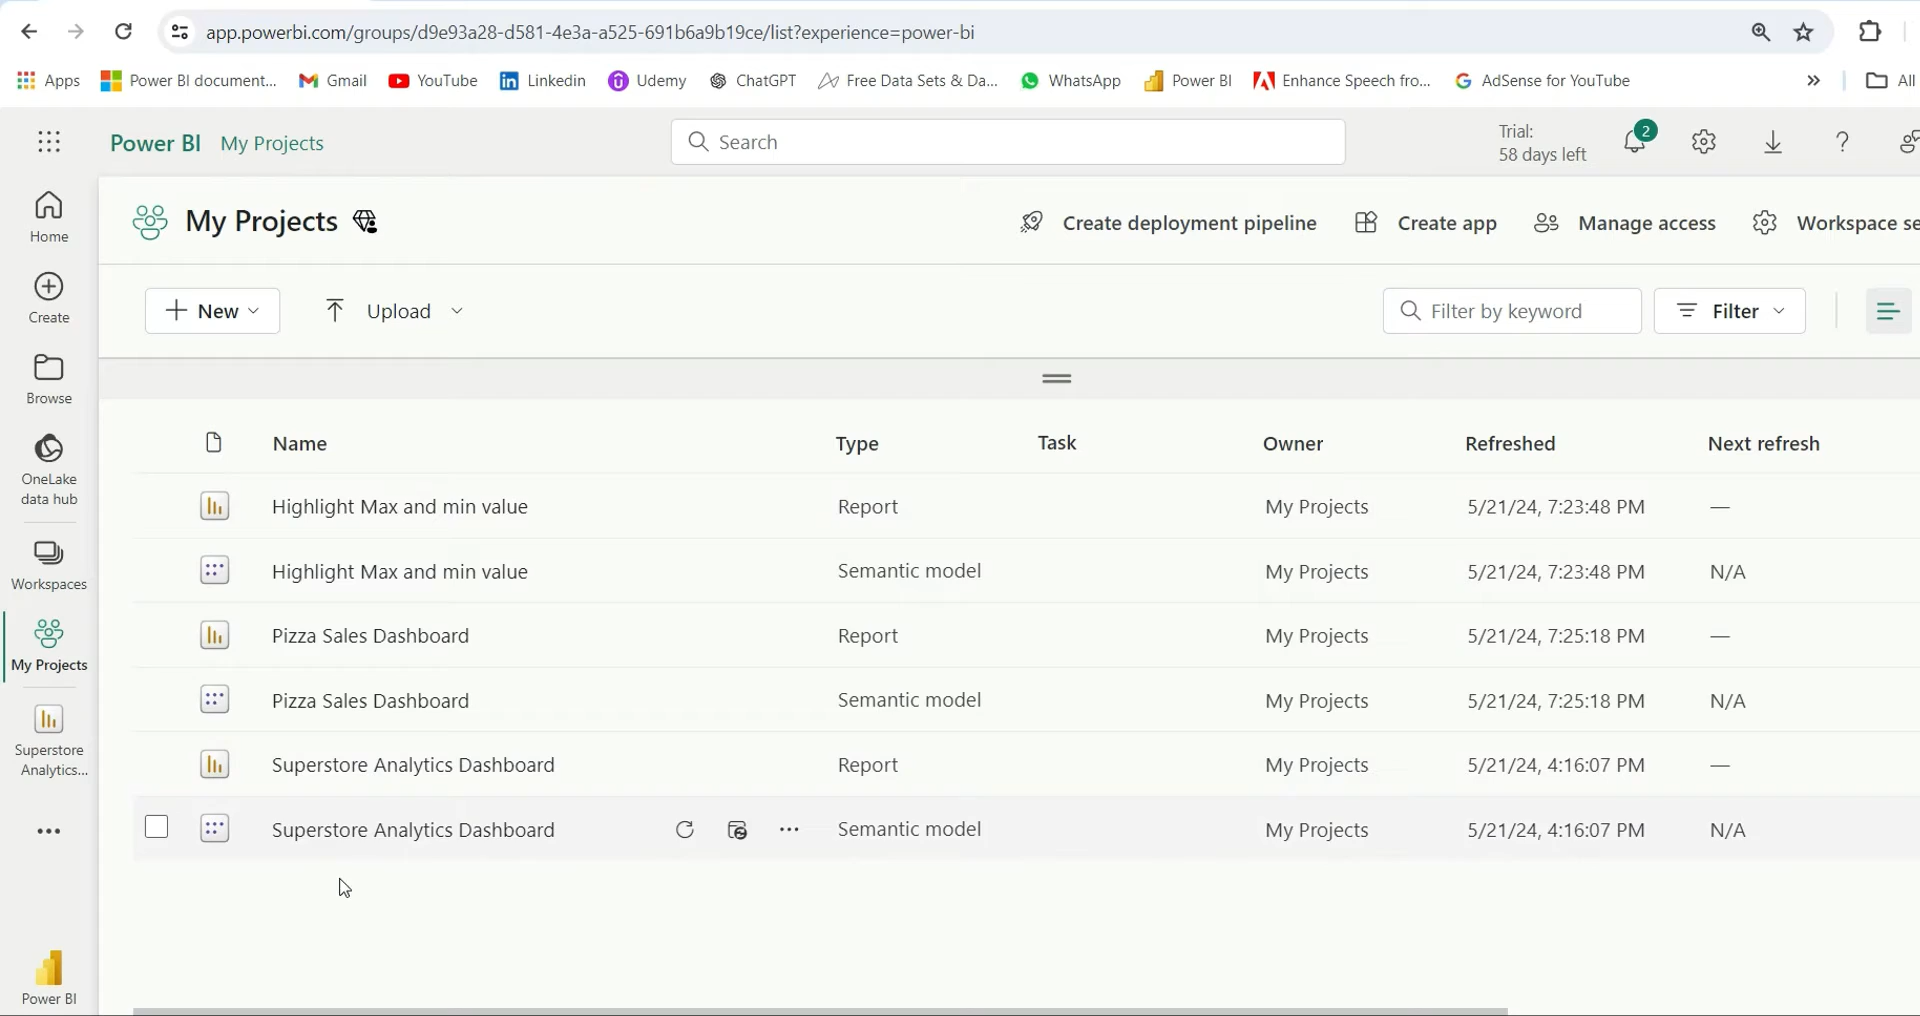 app.powerbi.com/groups/d9e93a28-d581-4e3a-a525-691b6a9b19ce/list?experience=power-bi
Apps Power BI document... Gmail YouTube Linkedin Udemy ChatGPT Free Data Sets & Da... WhatsApp Power BI Enhance Speech fro... AdSense for YouTube » All
Power BI My Projects Search Trial: 2
58 days left
Home
My Projects Create deployment pipeline Create app Manage access Workspace se
Create
New Upload Filter by keyword Filter
Browse
OneLake
data hub
Name Type Task Owner Refreshed Next refresh
Highlight Max and min value Report My Projects 5/21/24, 7:23:48 PM —
Workspaces
Highlight Max and min value Semantic model My Projects 5/21/24, 7:23:48 PM N/A
My Projects
Pizza Sales Dashboard Report My Projects 5/21/24, 7:25:18 PM —
Pizza Sales Dashboard Semantic model My Projects 5/21/24, 7:25:18 PM N/A
Superstore
Analytics...
Superstore Analytics Dashboard Report My Projects 5/21/24, 4:16:07 PM —
Superstore Analytics Dashboard Semantic model My Projects 5/21/24, 4:16:07 PM N/A
Power BI